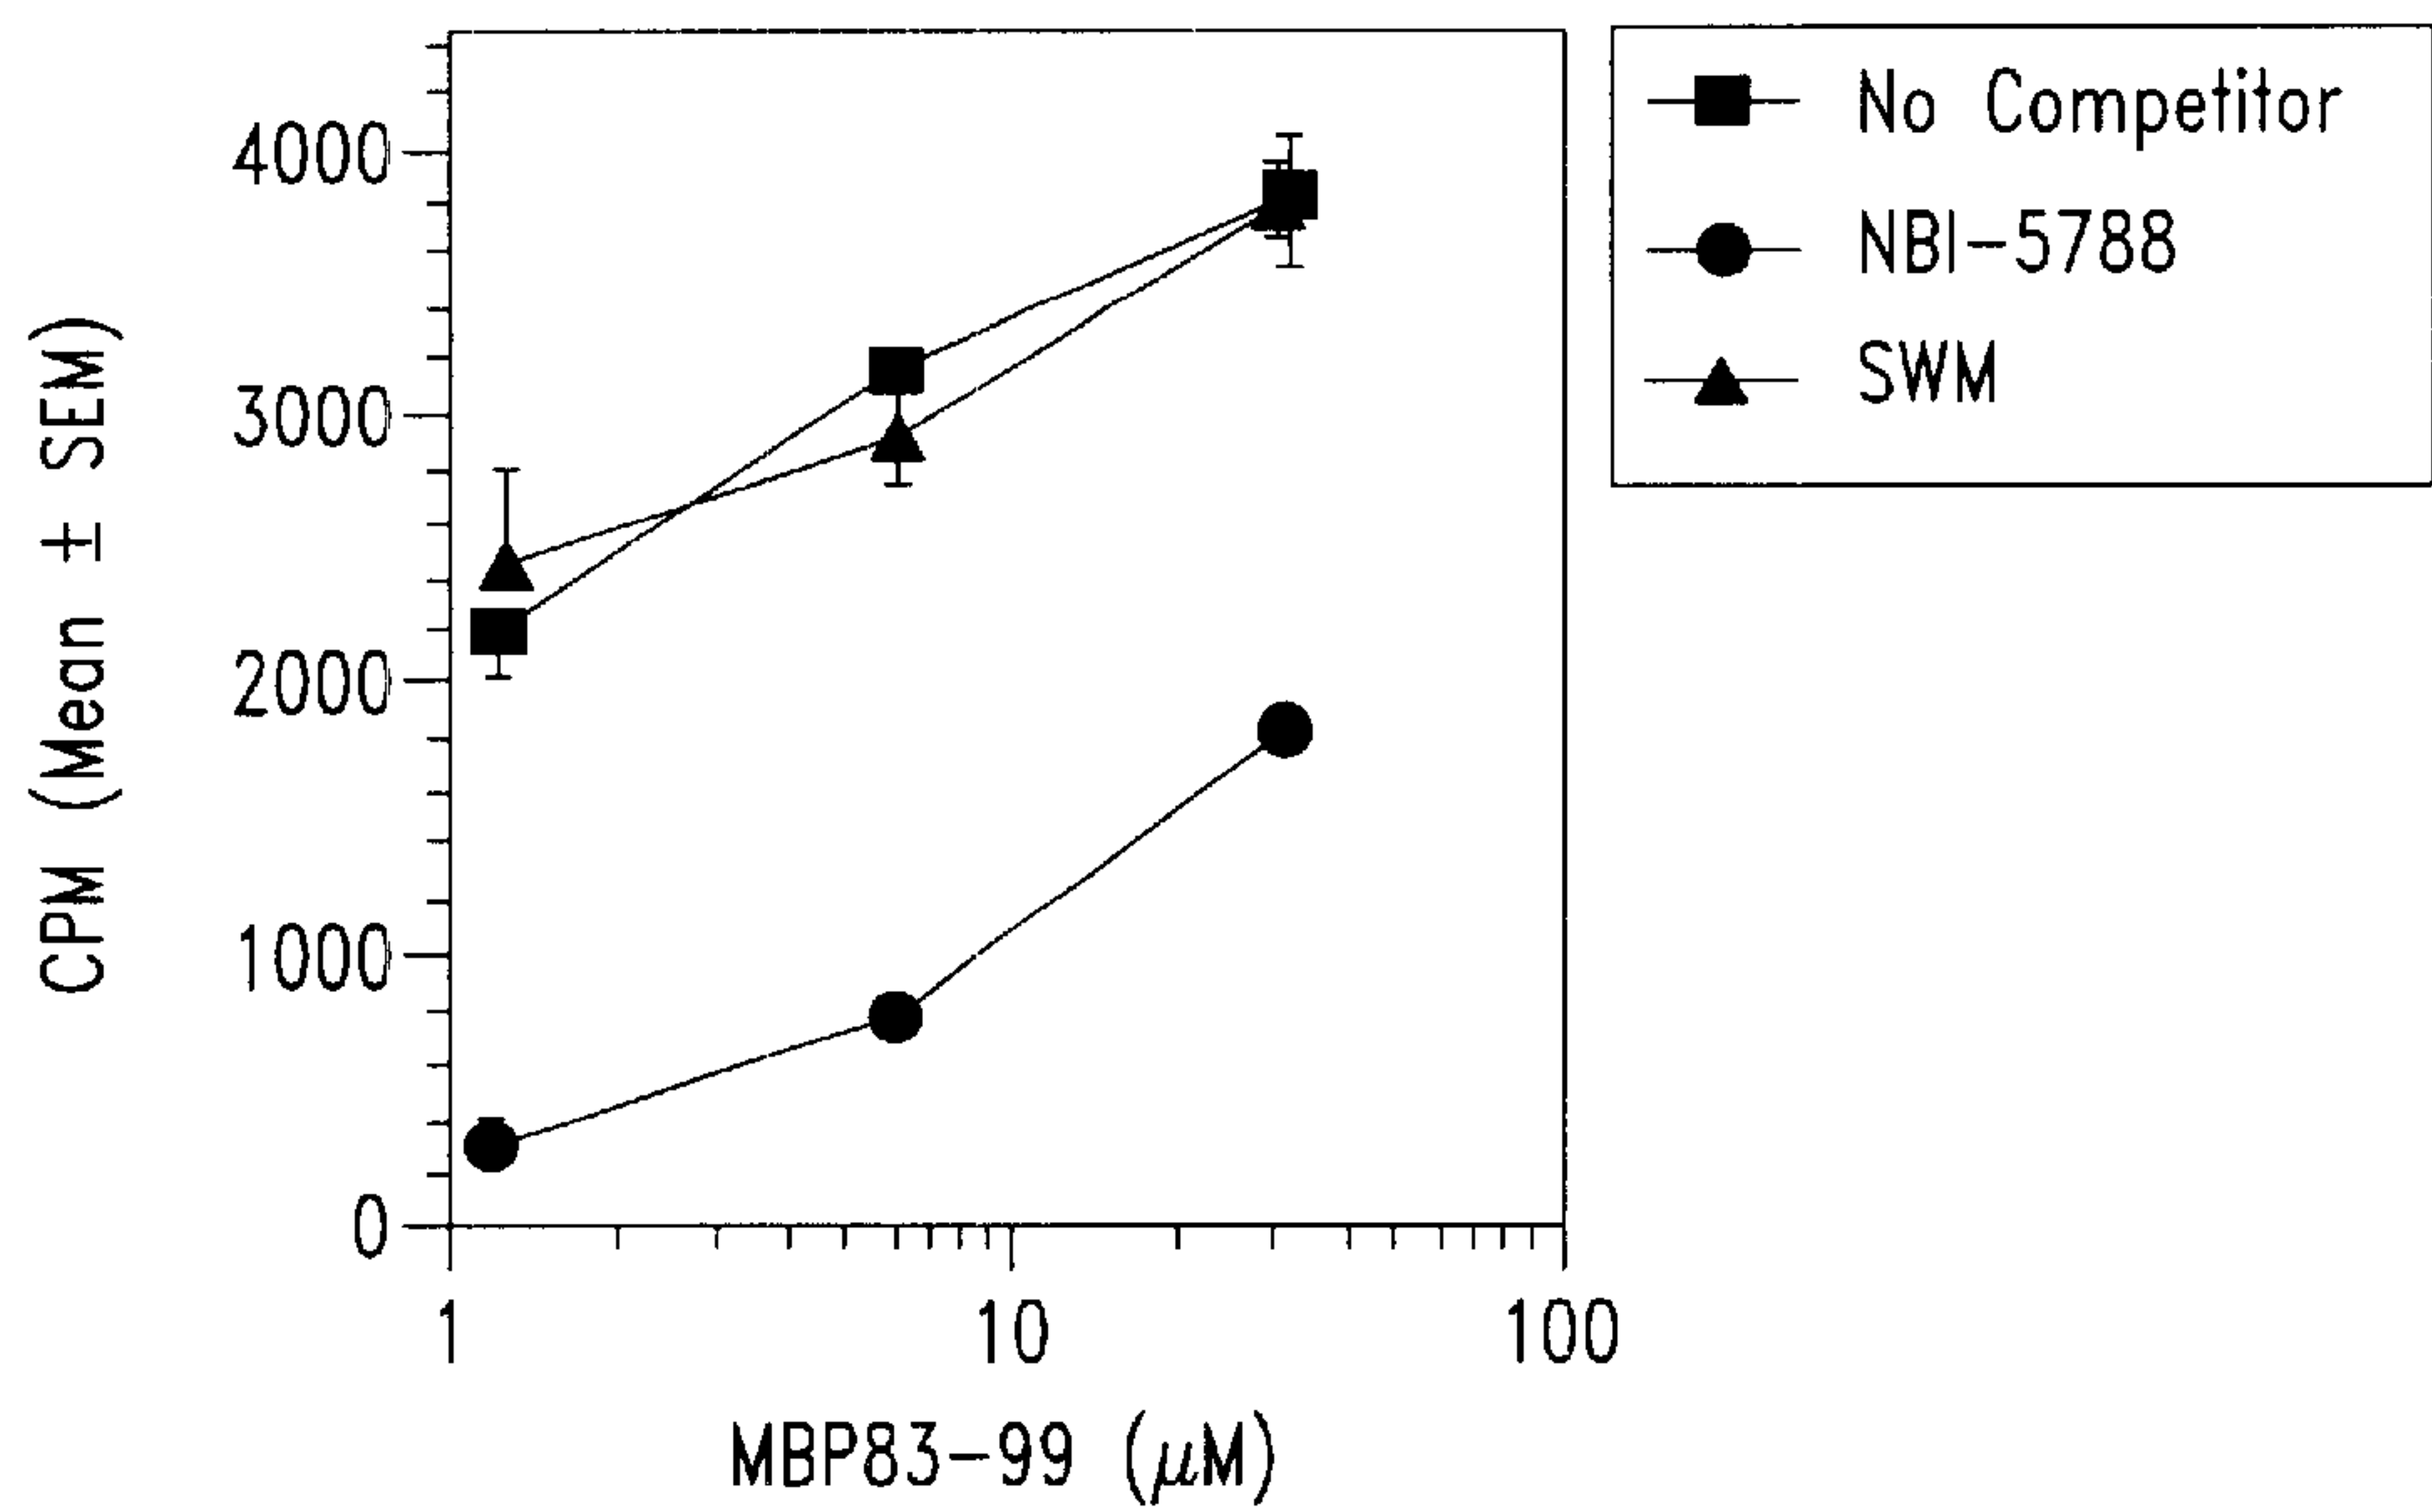 CPM (Mean ± SEM)
4000
3000
2000
1000
0
1
10
100
MBP83-99 (μM)
No Competitor
NBI-5788
SWM